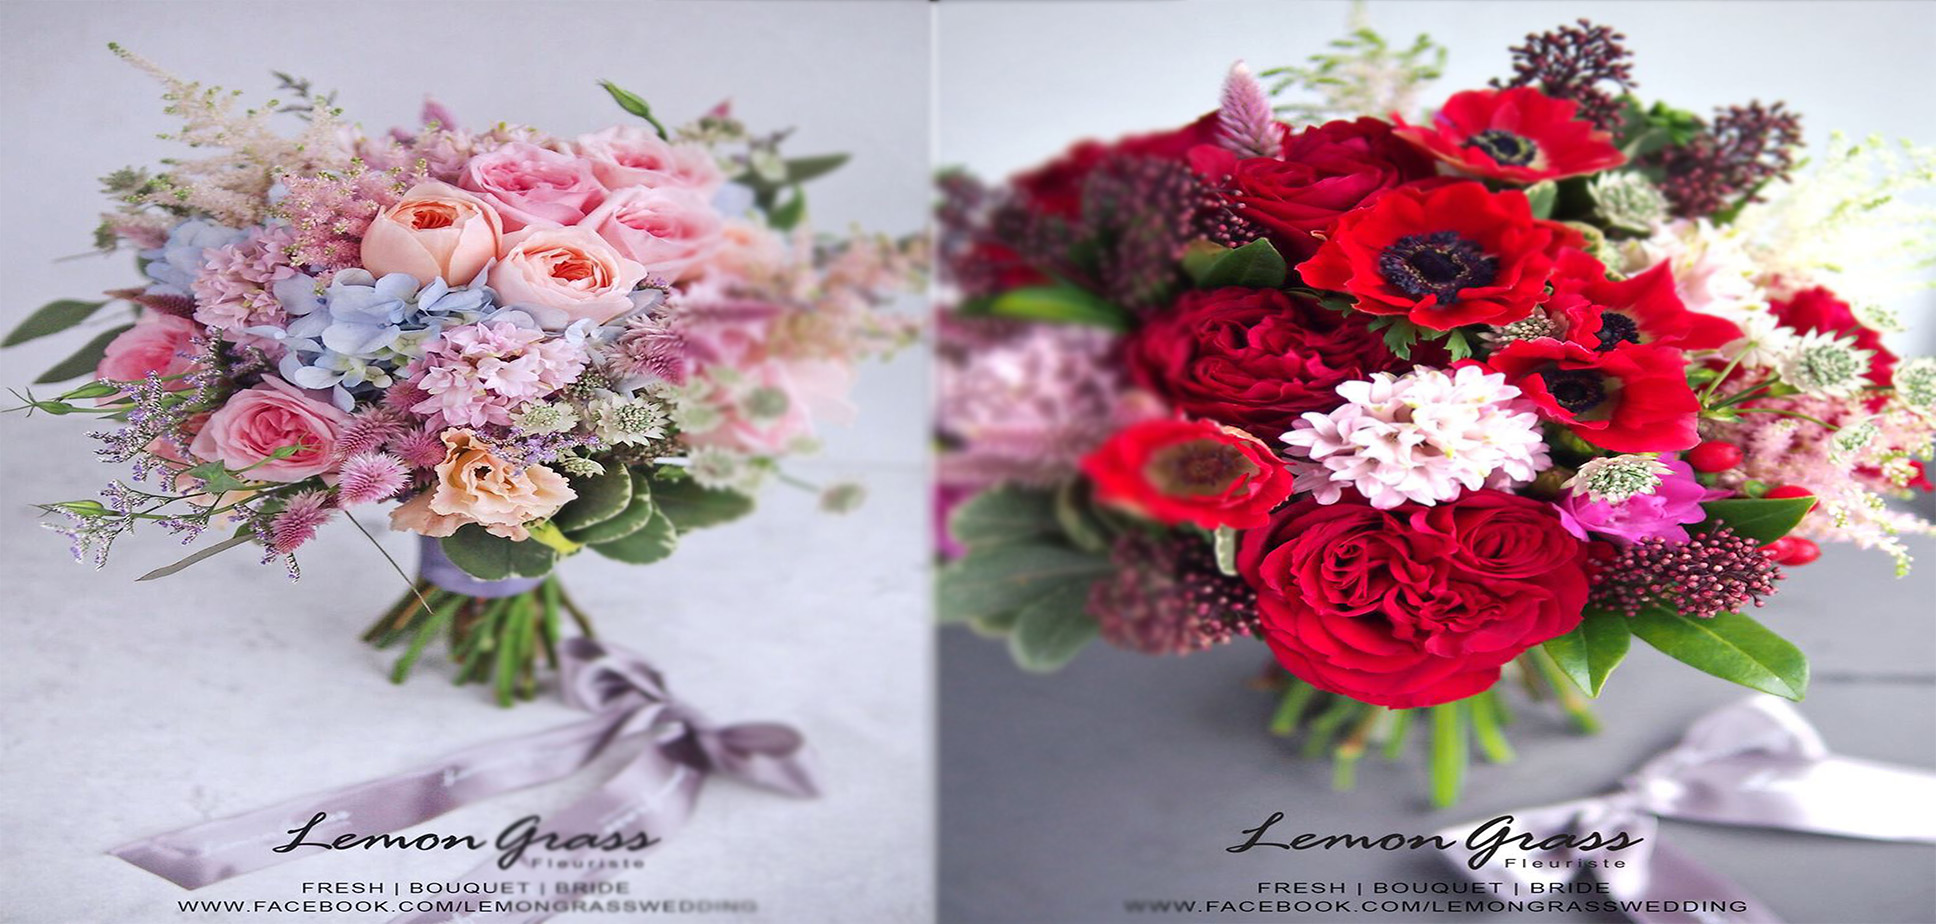 Lemon Grass
Fleuriste
FRESH | BOUQUET | BRIDE
WWW.FACEBOOK.COM/LEMONGRASSWEDDING
Lemon Grass
Fleuriste
FRESH | BOUQUET | BRIDE
WWW.FACEBOOK.COM/LEMONGRASSWEDDING